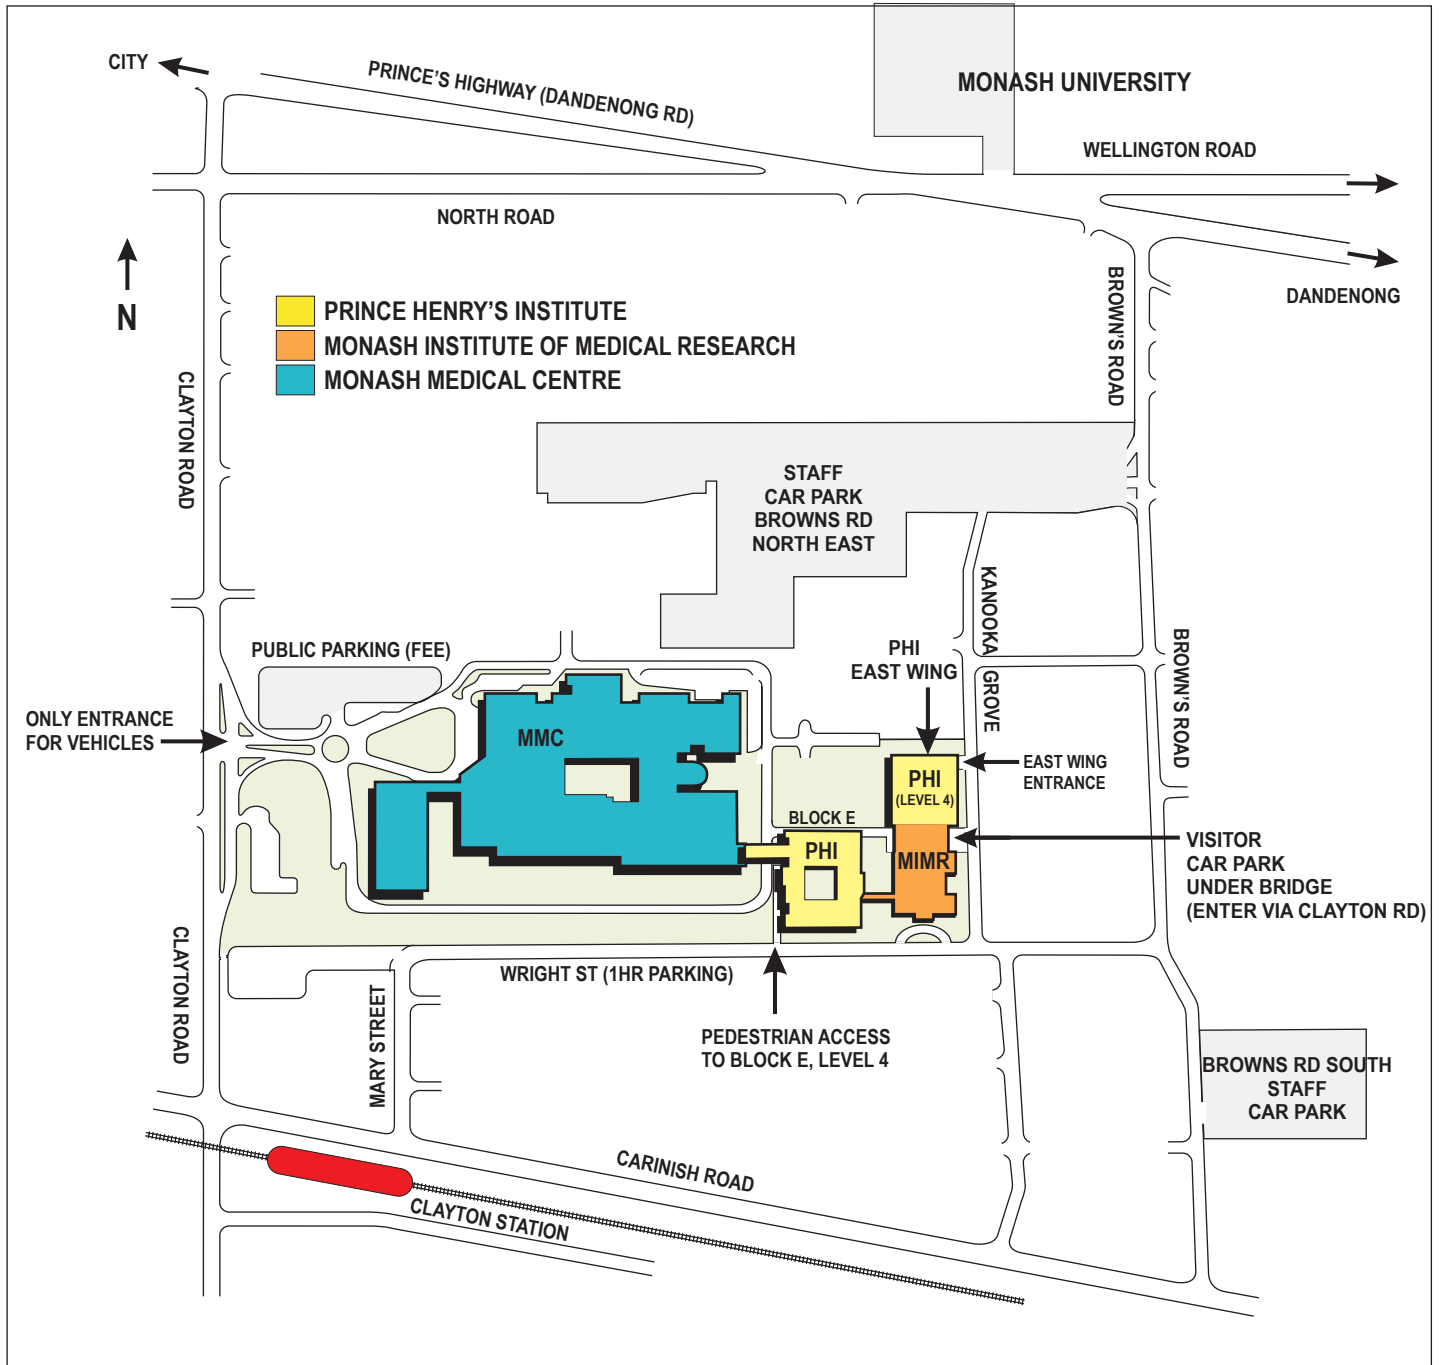 CITY
PRINCE'S HIGHWAY (DANDENONG RD)
MONASH UNIVERSITY
WELLINGTON ROAD
NORTH ROAD
N
DANDENONG
BROWN'S ROAD
PRINCE HENRY'S INSTITUTE
MONASH INSTITUTE OF MEDICAL RESEARCH
MONASH MEDICAL CENTRE
CLAYTON ROAD
STAFF
CAR PARK
BROWNS RD
NORTH EAST
KANOOKA GROVE
PUBLIC PARKING (FEE)
PHI
EAST WING
BROWN'S ROAD
ONLY ENTRANCE
FOR VEHICLES
MMC
EAST WING
ENTRANCE
PHI
(LEVEL 4)
BLOCK E
PHI
MIMR
VISITOR
CAR PARK
UNDER BRIDGE
(ENTER VIA CLAYTON RD)
CLAYTON ROAD
WRIGHT ST (1HR PARKING)
MARY STREET
PEDESTRIAN ACCESS
TO BLOCK E, LEVEL 4
BROWNS RD SOUTH
STAFF
CAR PARK
CARINISH ROAD
CLAYTON STATION